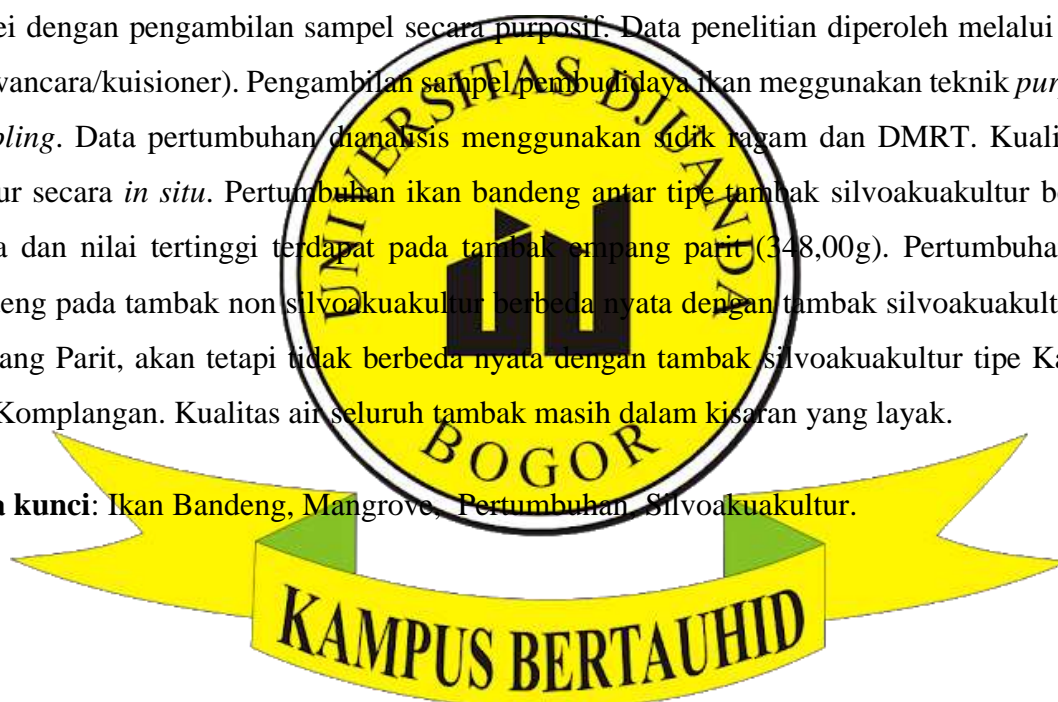 ei dengan pengambilan sampel secara purposif. Data penelitian diperoleh melalui
vancara/kuisioner). Pengambilan sampel pembudidaya ikan meggunakan teknik pur
bling. Data pertumbuhan dianalisis menggunakan sidik ragam dan DMRT. Kuali
ur secara in situ. Pertumbuhan ikan bandeng antar tipe tambak silvoakuakultur be
a dan nilai tertinggi terdapat pada tambak empang parit (348,00g). Pertumbuha
eng pada tambak non silvoakuakultur berbeda nyata dengan tambak silvoakuakult
ang Parit, akan tetapi tidak berbeda nyata dengan tambak silvoakuakultur tipe Ka
Komplangan. Kualitas air seluruh tambak masih dalam kisaran yang layak.
a kunci: Ikan Bandeng, Mangrove, Pertumbuhan, Silvoakuakultur.
UNIVERSITAS DJUANDA
BOGOR
KAMPUS BERTAUHID